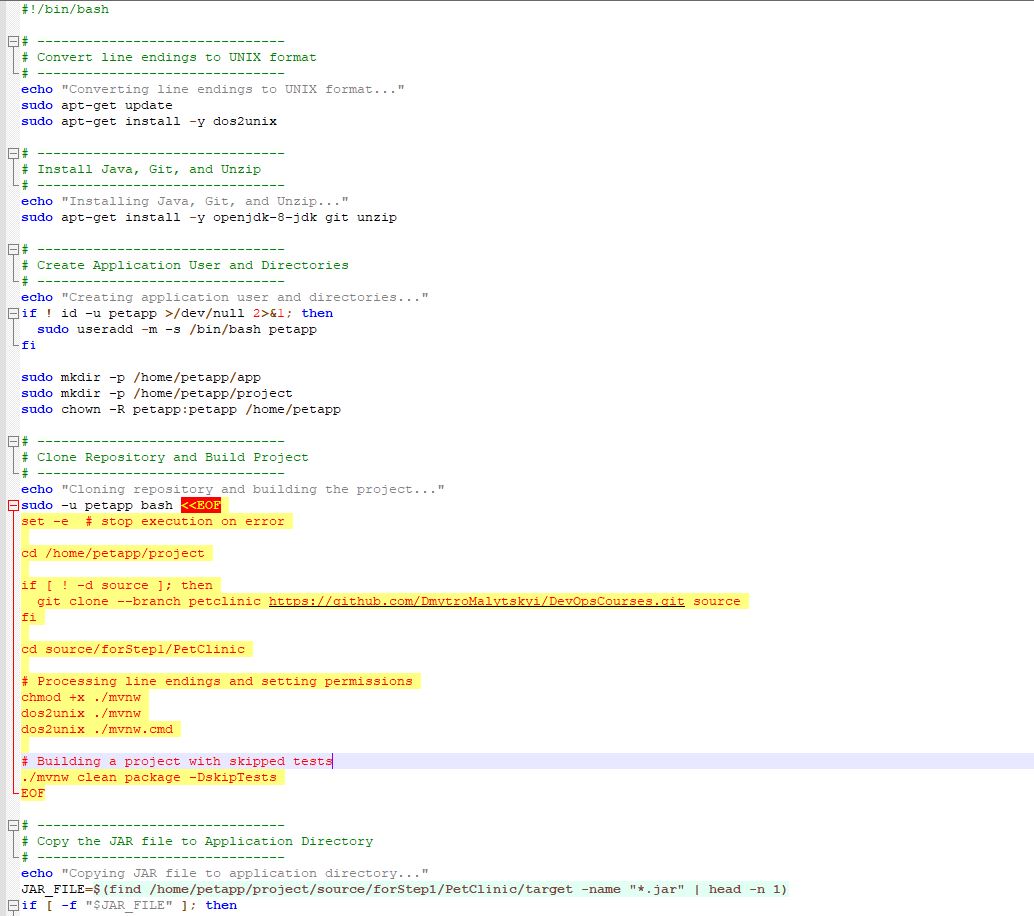 #!/bin/bash
# -------------------------------
# Convert line endings to UNIX format
# -------------------------------
echo "Converting line endings to UNIX format..."
sudo apt-get update
sudo apt-get install -y dos2unix
# -------------------------------
# Install Java, Git, and Unzip
# -------------------------------
echo "Installing Java, Git, and Unzip..."
sudo apt-get install -y openjdk-8-jdk git unzip
# -------------------------------
# Create Application User and Directories
# -------------------------------
echo "Creating application user and directories..."
if ! id -u petapp >/dev/null 2>&1; then
  sudo useradd -m -s /bin/bash petapp
fi
sudo mkdir -p /home/petapp/app
sudo mkdir -p /home/petapp/project
sudo chown -R petapp:petapp /home/petapp
# -------------------------------
# Clone Repository and Build Project
# -------------------------------
echo "Cloning repository and building the project..."
sudo -u petapp bash <<EOF
set -e  # stop execution on error
cd /home/petapp/project
if [ ! -d source ]; then
  git clone --branch petclinic https://github.com/DmytroMalytskyi/DevOpsCourses.git source
fi
cd source/forStep1/PetClinic
# Processing line endings and setting permissions
chmod +x ./mvnw
dos2unix ./mvnw
dos2unix ./mvnw.cmd
# Building a project with skipped tests
./mvnw clean package -DskipTests
EOF
# -------------------------------
# Copy the JAR file to Application Directory
# -------------------------------
echo "Copying JAR file to application directory..."
JAR_FILE=$(find /home/petapp/project/source/forStep1/PetClinic/target -name "*.jar" | head -n 1)
if [ -f "$JAR_FILE" ]; then